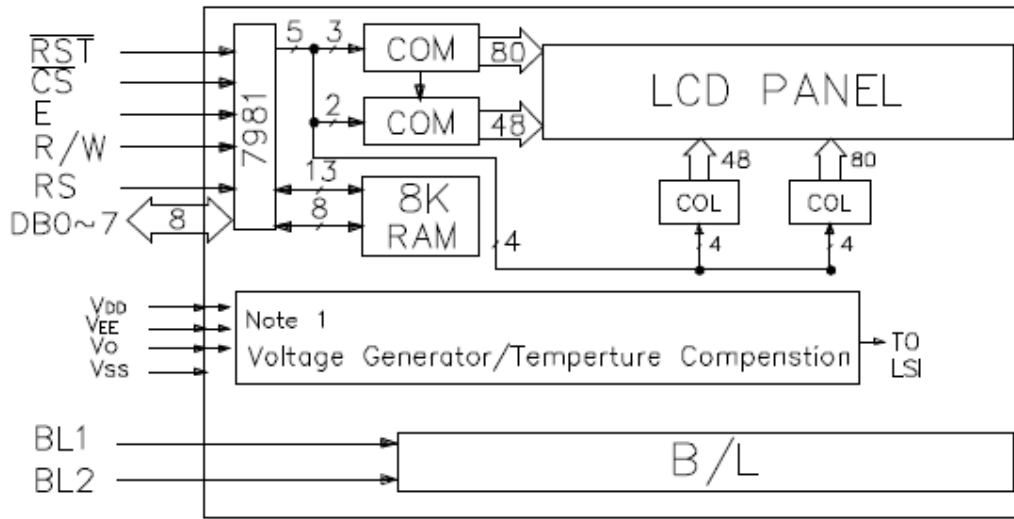 R̅S̅T̅
C̅S̅
E
R/W
RS
DB0~7
8
7981
5
3
COM
80
2
COM
48
LCD PANEL
13
8
8K
RAM
48
80
COL
COL
4
4
4
VDD
VEE
Vo
Vss
Note 1
Voltage Generator/Temperture Compenstion
TO
LSI
BL1
BL2
B/L